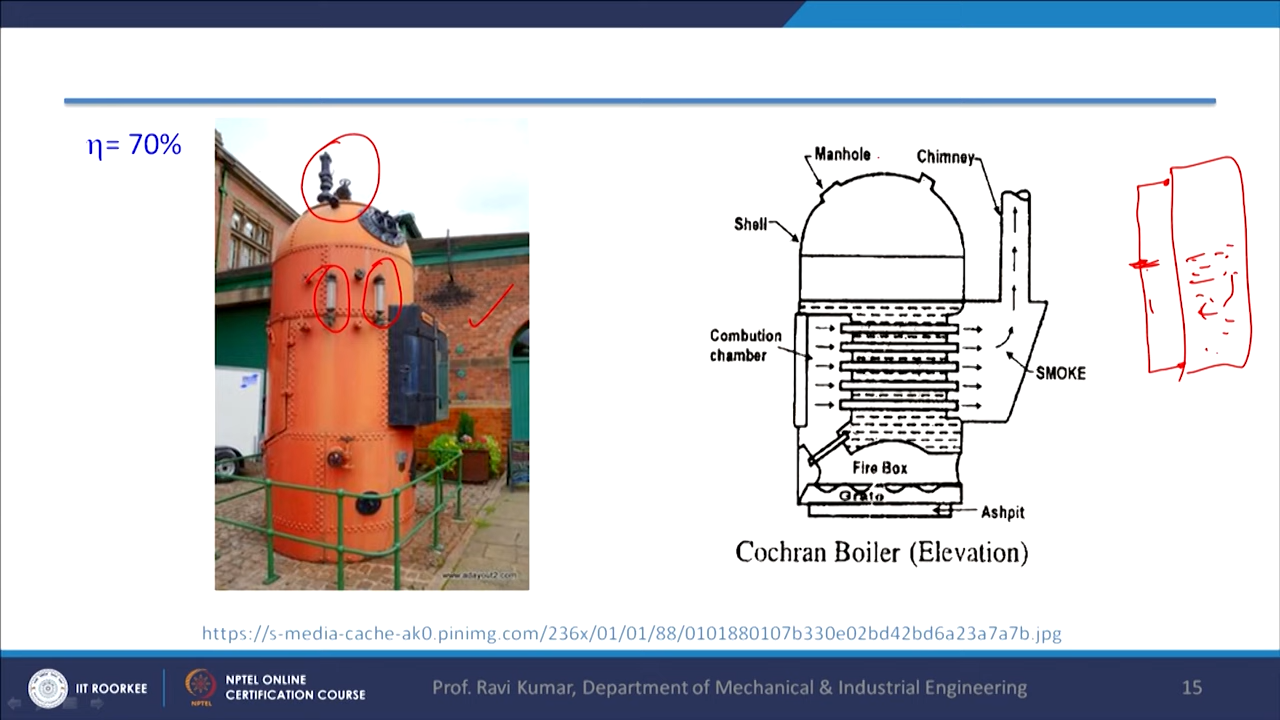 η= 70%
Manhole
Chimney
Shell
Combution
chamber
SMOKE
Fire Box
Grate
Ashpit
Cochran Boiler (Elevation)
www.adayout2.com
https://s-media-cache-ak0.pinimg.com/236x/01/01/88/0101880107b330e02bd42bd6a23a7a7b.jpg
IIT ROORKEE
NPTEL ONLINE
CERTIFICATION COURSE
NPTEL
Prof. Ravi Kumar, Department of Mechanical & Industrial Engineering
15